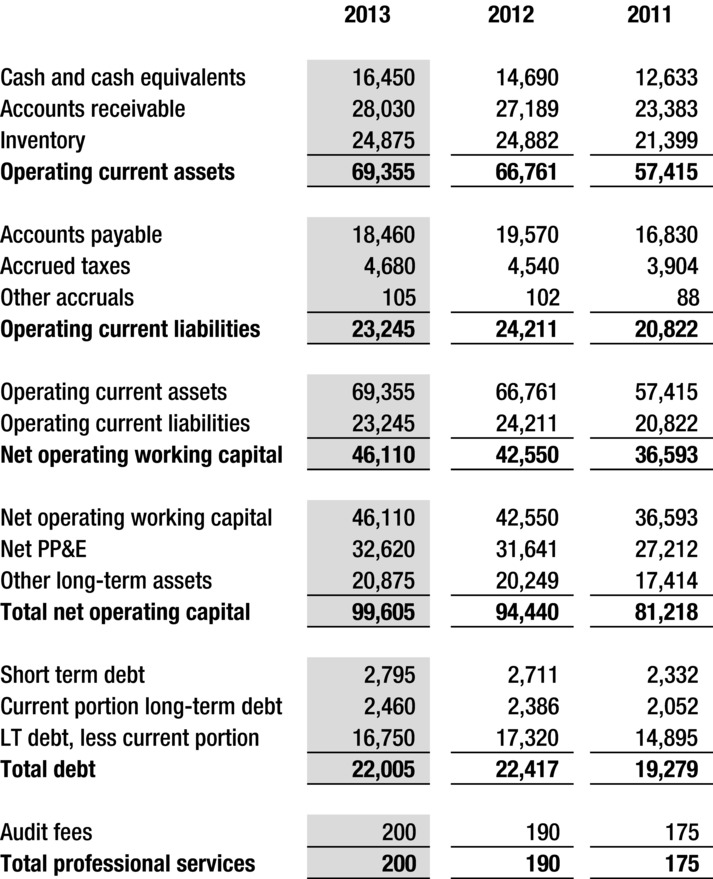 2013 2012 2011
Cash and cash equivalents 16,450 14,690 12,633
Accounts receivable 28,030 27,189 23,383
Inventory 24,875 24,882 21,399
Operating current assets 69,355 66,761 57,415
Accounts payable 18,460 19,570 16,830
Accrued taxes 4,680 4,540 3,904
Other accruals 105 102 88
Operating current liabilities 23,245 24,211 20,822
Operating current assets 69,355 66,761 57,415
Operating current liabilities 23,245 24,211 20,822
Net operating working capital 46,110 42,550 36,593
Net operating working capital 46,110 42,550 36,593
Net PP&E 32,620 31,641 27,212
Other long-term assets 20,875 20,249 17,414
Total net operating capital 99,605 94,440 81,218
Short term debt 2,795 2,711 2,332
Current portion long-term debt 2,460 2,386 2,052
LT debt, less current portion 16,750 17,320 14,895
Total debt 22,005 22,417 19,279
Audit fees 200 190 175
Total professional services 200 190 175